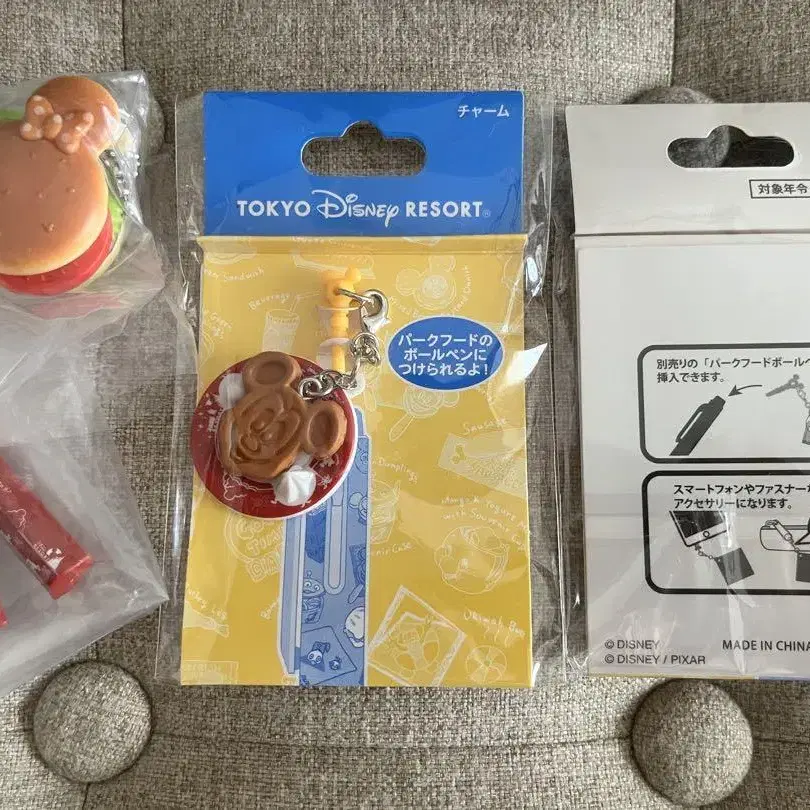 チャーム
TOKYO Disney RESORT®
パークフードの
ボールペンに
つけられるよ!
Beverage
Sausage
対象年令
別売りの「パークフードボールペ
挿入できます。
スマートフォンやファスナーが
アクセサリーになります。
© DISNEY
© DISNEY / PIXAR
MADE IN CHINA